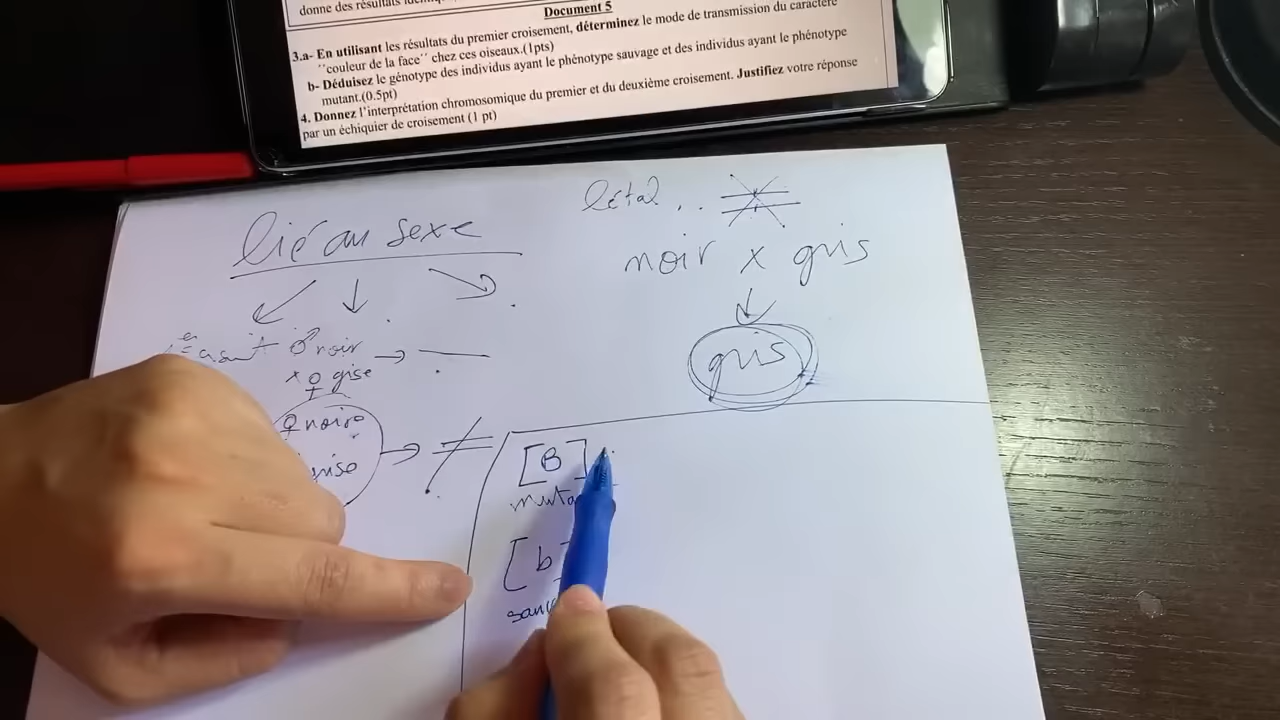 donne des résultats
Document 5
3.a- En utilisant les résultats du premier croisement, déterminez le mode de transmission du caractère
‘‘couleur de la face’’ chez ces oiseaux.(1pts)
b- Déduisez le génotype des individus ayant le phénotype sauvage et des individus ayant le phénotype
mutant.(0.5pt)
4. Donnez l’interprétation chromosomique du premier et du deuxième croisement. Justifiez votre réponse
par un échiquier de croisement (1 pt)
lié au sexe
♂ noir →
x ♀ grise
♀ noire
→ ≠
létal . .
noir x gris
↓
gris
[B]
[b